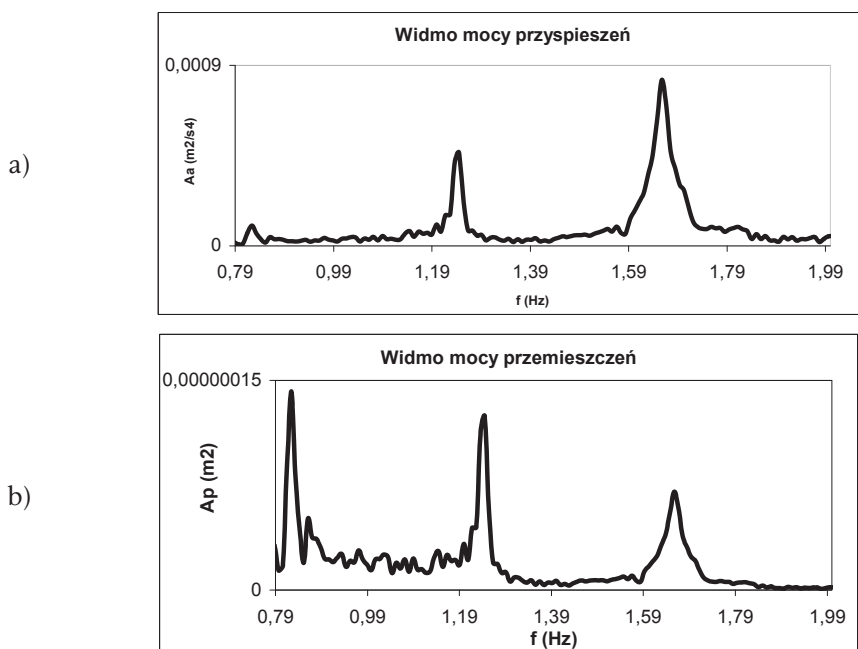 a)
Widmo mocy przyspieszeń
0,0009
Aa (m2/s4)
0
0,79 0,99 1,19 1,39 1,59 1,79 1,99
f (Hz)
b)
Widmo mocy przemieszczeń
0,00000015
Ap (m2)
0
0,79 0,99 1,19 1,39 1,59 1,79 1,99
f (Hz)